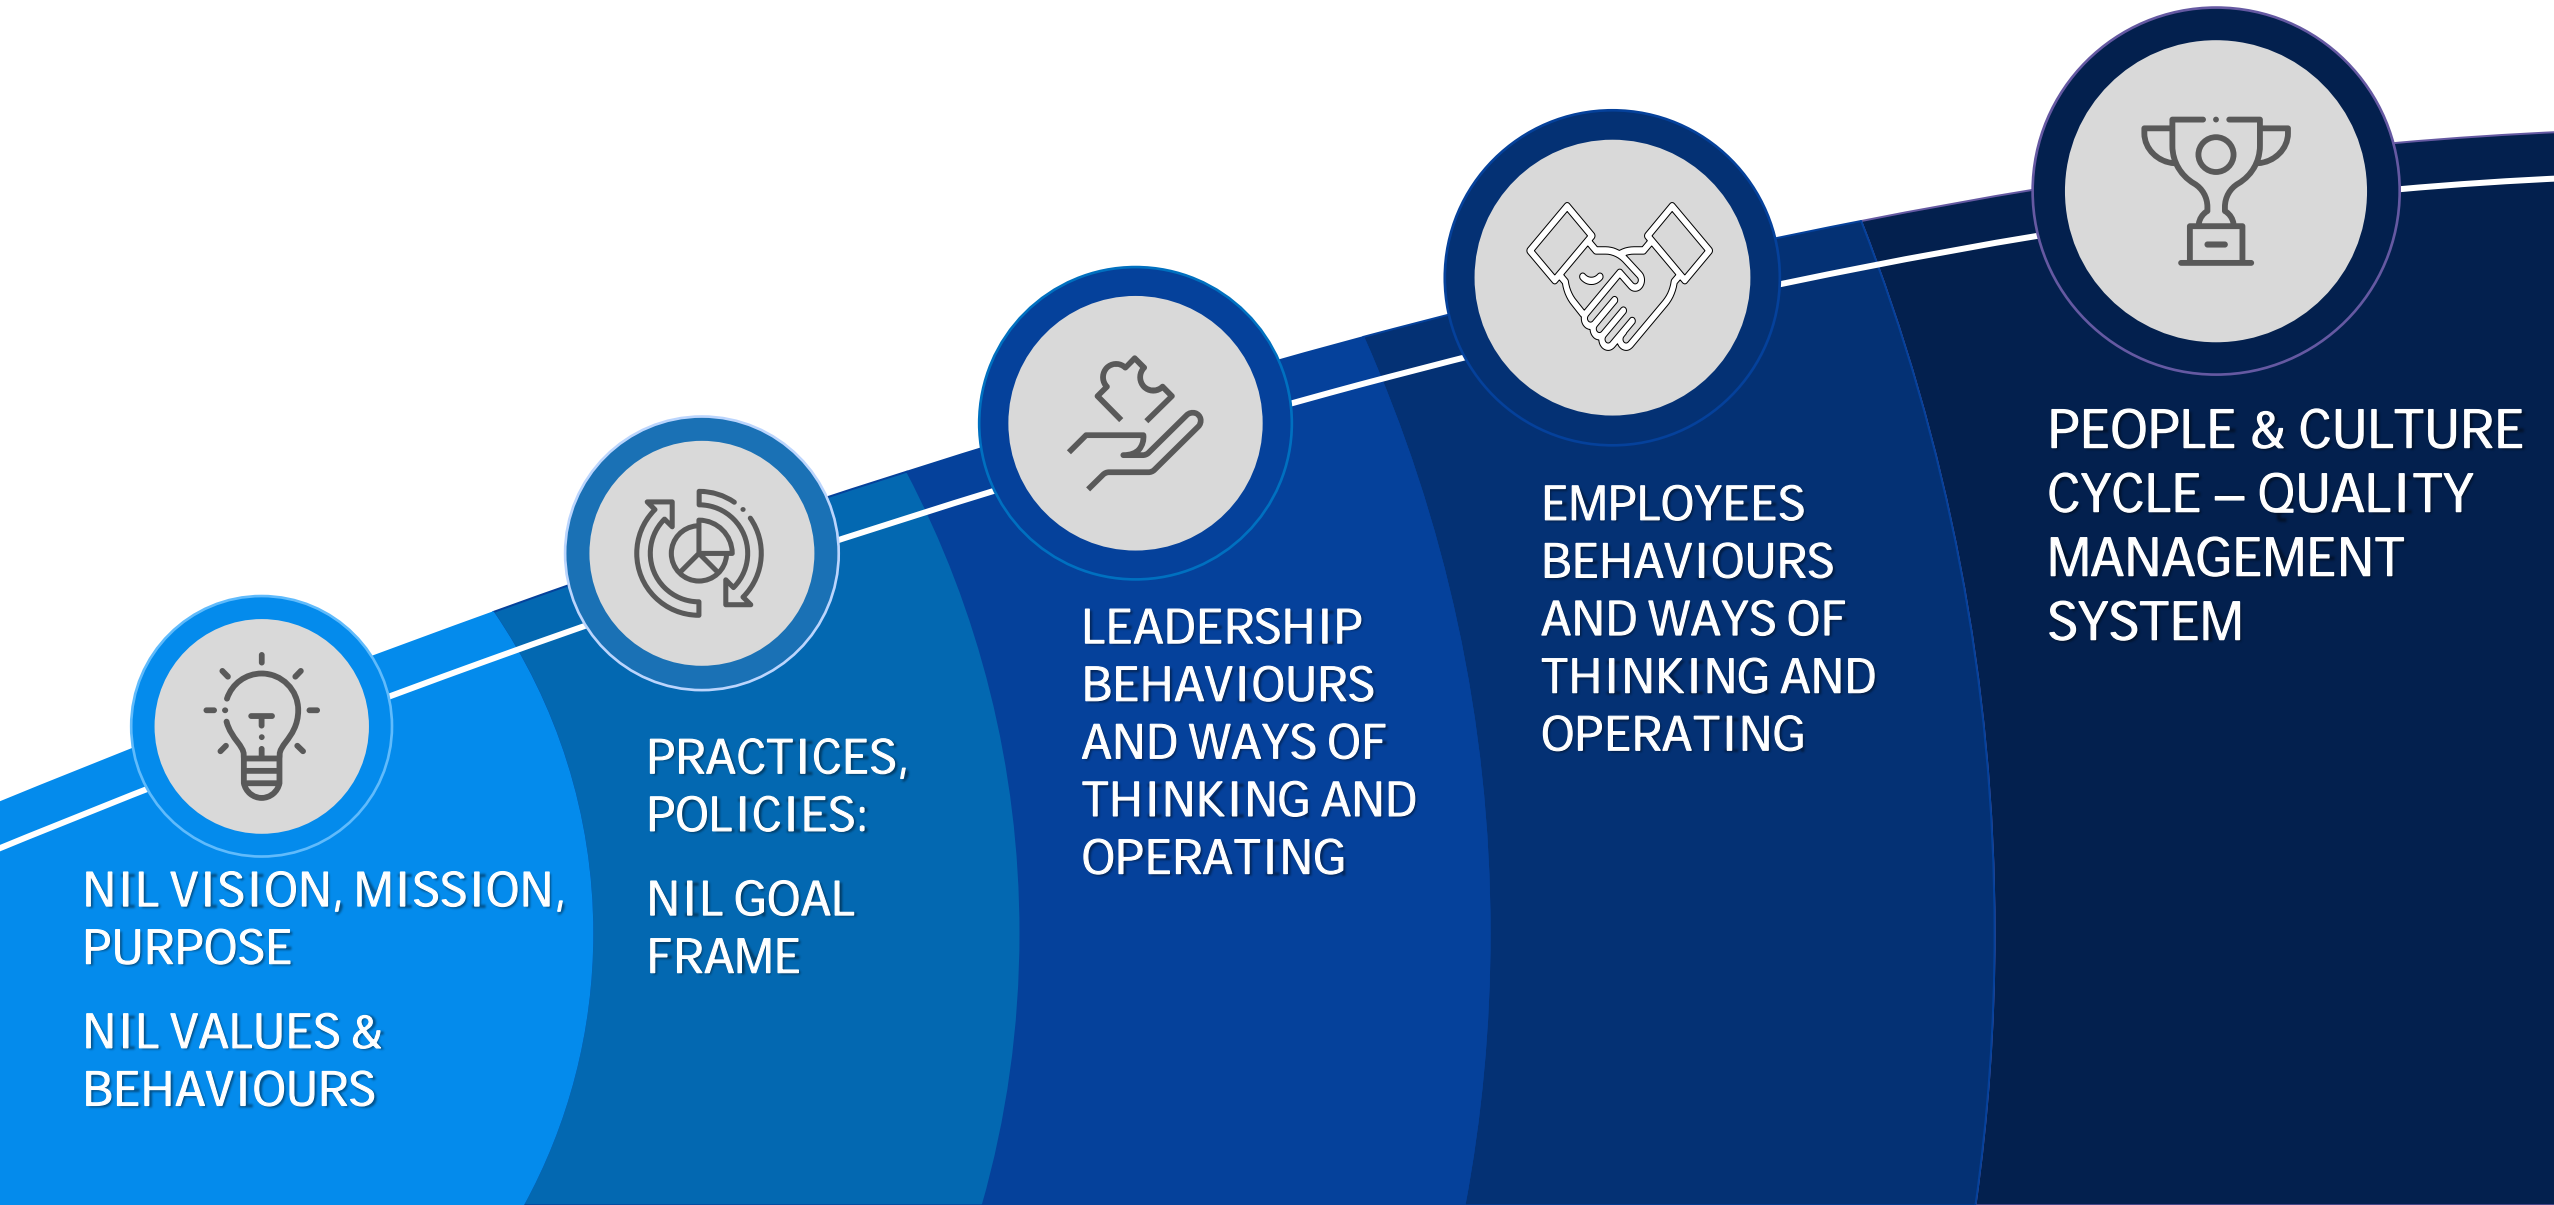 NIL VISION, MISSION,
PURPOSE
NIL VALUES &
BEHAVIOURS
PRACTICES,
POLICIES:
NIL GOAL
FRAME
LEADERSHIP
BEHAVIOURS
AND WAYS OF
THINKING AND
OPERATING
EMPLOYEES
BEHAVIOURS
AND WAYS OF
THINKING AND
OPERATING
PEOPLE & CULTURE
CYCLE – QUALITY
MANAGEMENT
SYSTEM